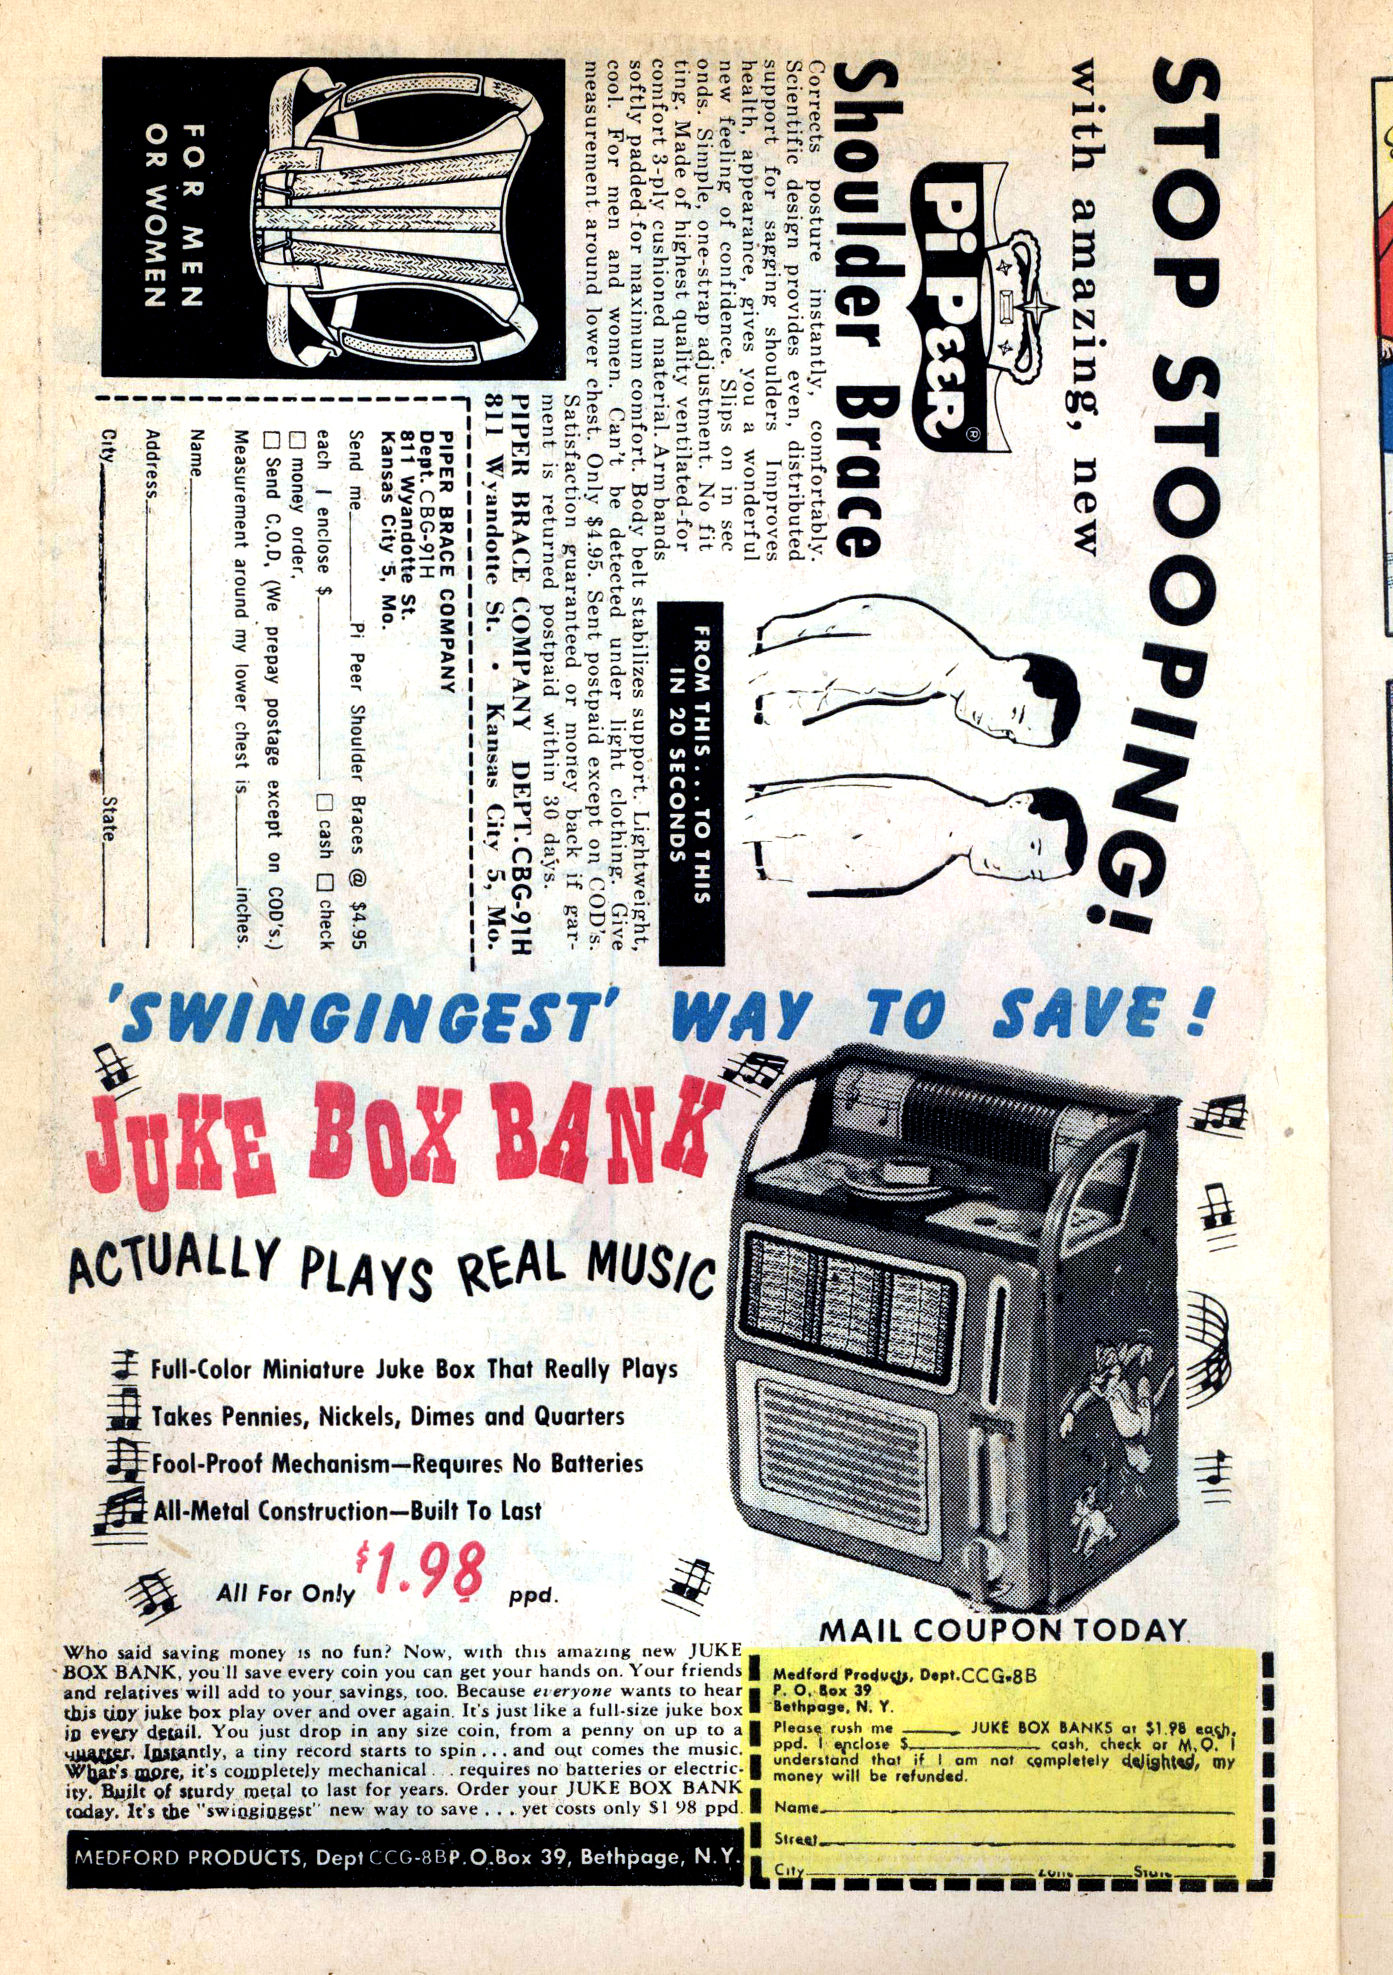 STOP STOOPING!
with amazing, new
PiPEER®
Shoulder Brace
Corrects posture instantly, comfortably.
Scientific design provides even, distributed
support for sagging shoulders Improves
health, appearance, gives you a wonderful
new feeling of confidence. Slips on in sec
onds. Simple, one-strap adjustment. No fit
ting. Made of highest quality ventilated-for
comfort 3-ply cushioned material. Arm bands
softly padded for maximum comfort. Body belt stabilizes support. Lightweight,
cool. For men and women. Can't be detected under light clothing. Give
measurement around lower chest. Only $4.95. Sent postpaid except on COD's.
Satisfaction guaranteed or money back if gar-
ment is returned postpaid within 30 days.
PIPER BRACE COMPANY DEPT. CBG-91H
811 Wyandotte St. • Kansas City 5, Mo.
FROM THIS . . . TO THIS
IN 20 SECONDS
FOR MEN
OR WOMEN
PIPER BRACE COMPANY
Dept. CBG-91H
811 Wyandotte St.
Kansas City 5, Mo.
Send me Pi Peer Shoulder Braces @ $4.95
each I enclose $ cash check
money order.
Send C.O.D. (We prepay postage except on COD's.)
Measurement around my lower chest is inches.
Name
Address
City State
'SWINGINGEST' WAY TO SAVE!
JUKE BOX BANK
ACTUALLY PLAYS REAL MUSIC
Full-Color Miniature Juke Box That Really Plays
Takes Pennies, Nickels, Dimes and Quarters
Fool-Proof Mechanism—Requires No Batteries
All-Metal Construction—Built To Last
All For Only $1.98 ppd.
Who said saving money is no fun? Now, with this amazing new JUKE
BOX BANK, you'll save every coin you can get your hands on. Your friends
and relatives will add to your savings, too. Because everyone wants to hear
this tiny juke box play over and over again. It's just like a full-size juke box
in every detail. You just drop in any size coin, from a penny on up to a
quarter. Instantly, a tiny record starts to spin . . . and out comes the music.
What's more, it's completely mechanical . . . requires no batteries or electric-
ity. Built of sturdy metal to last for years. Order your JUKE BOX BANK
today. It's the "swingingest" new way to save . . . yet costs only $1 98 ppd.
MEDFORD PRODUCTS, Dept CCG-8B P.O.Box 39, Bethpage, N.Y.
MAIL COUPON TODAY
Medford Products, Dept. CCG-8B
P. O. Box 39
Bethpage, N. Y.
Please rush me JUKE BOX BANKS at $1.98 each,
ppd. I enclose $ cash, check or M.O. I
understand that if I am not completely delighted, my
money will be refunded.
Name
Street
City Zone State